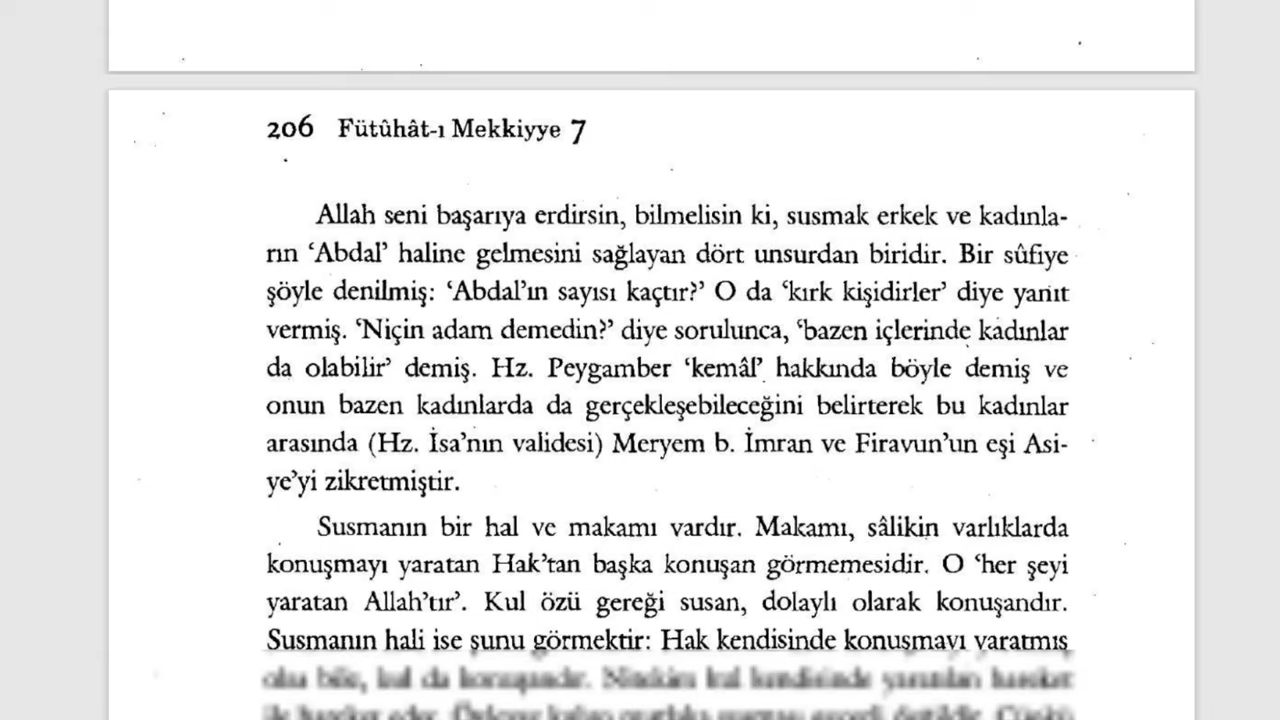 206 Fütûhât-ı Mekkiyye 7
Allah seni başarıya erdirsin, bilmelisin ki, susmak erkek ve kadınla-
rın ‘Abdal’ haline gelmesini sağlayan dört unsurdan biridir. Bir sûfiye
şöyle denilmiş: ‘Abdal’ın sayısı kaçtır?’ O da ‘kırk kişidirler’ diye yanıt
vermiş. ‘Niçin adam demedin?’ diye sorulunca, ‘bazen içlerinde kadınlar
da olabilir’ demiş. Hz. Peygamber ‘kemâl’ hakkında böyle demiş ve
onun bazen kadınlarda da gerçekleşebileceğini belirterek bu kadınlar
arasında (Hz. İsa’nın validesi) Meryem b. İmran ve Firavun’un eşi Asi-
ye’yi zikretmiştir.
Susmanın bir hal ve makamı vardır. Makamı, sâlikin varlıklarda
konuşmayı yaratan Hak’tan başka konuşan görmemesidir. O ‘her şeyi
yaratan Allah’tır’. Kul özü gereği susan, dolaylı olarak konuşandır.
Susmanın hali ise şunu görmektir: Hak kendisinde konuşmayı yaratmış